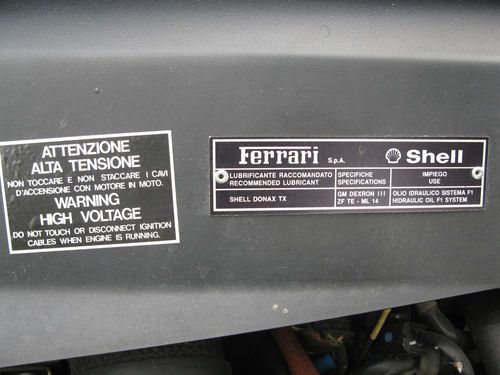 ATTENZIONE
ALTA TENSIONE
NON TOCCARE E NON STACCARE I CAVI
D'ACCENSIONE CON MOTORE IN MOTO.
WARNING
HIGH VOLTAGE
DO NOT TOUCH OR DISCONNECT IGNITION
CABLES WHEN ENGINE IS RUNNING.
Ferrari S.p.A. Shell
LUBRIFICANTE RACCOMANDATO SPECIFICHE IMPIEGO
RECOMMENDED LUBRICANT SPECIFICATIONS USE
SHELL DONAX TX GM DEXRON III OLIO IDRAULICO SISTEMA F1
ZF TE - ML 14 HIDRAULIC OIL F1 SYSTEM